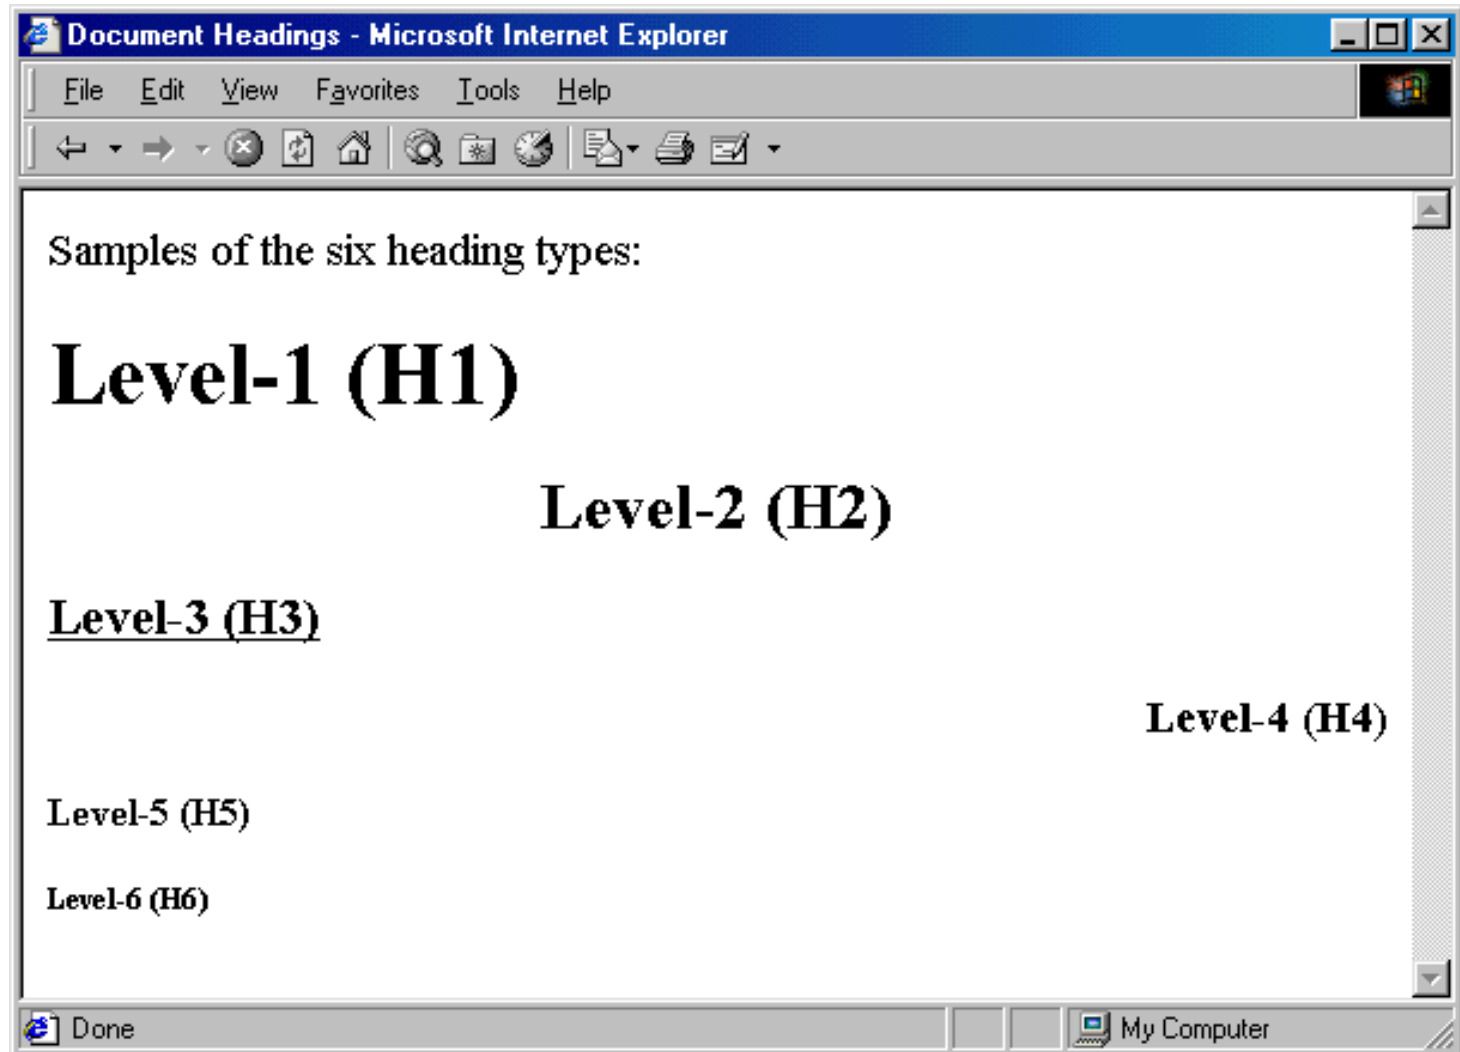 Document Headings - Microsoft Internet Explorer
File Edit View Favorites Tools Help
Samples of the six heading types:
Level-1 (H1)
Level-2 (H2)
Level-3 (H3)
Level-4 (H4)
Level-5 (H5)
Level-6 (H6)
Done My Computer